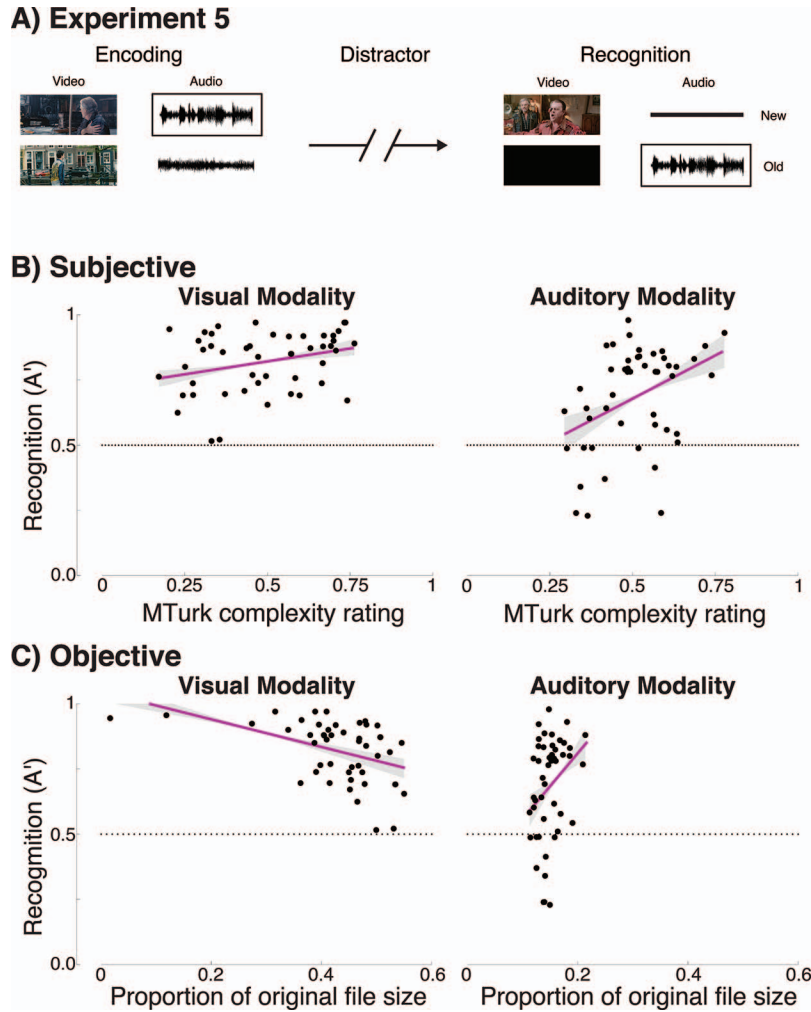 A) Experiment 5
Encoding Distractor Recognition
Video Audio Video Audio
New
Old
B) Subjective
Visual Modality Auditory Modality
Recognition (A')
1
0.5
0.0
0 0.25 0.5 0.75 1 0 0.25 0.5 0.75 1
MTurk complexity rating MTurk complexity rating
C) Objective
Visual Modality Auditory Modality
Recogmition (A')
1
0.5
0.0
0 0.2 0.4 0.6 0 0.2 0.4 0.6
Proportion of original file size Proportion of original file size